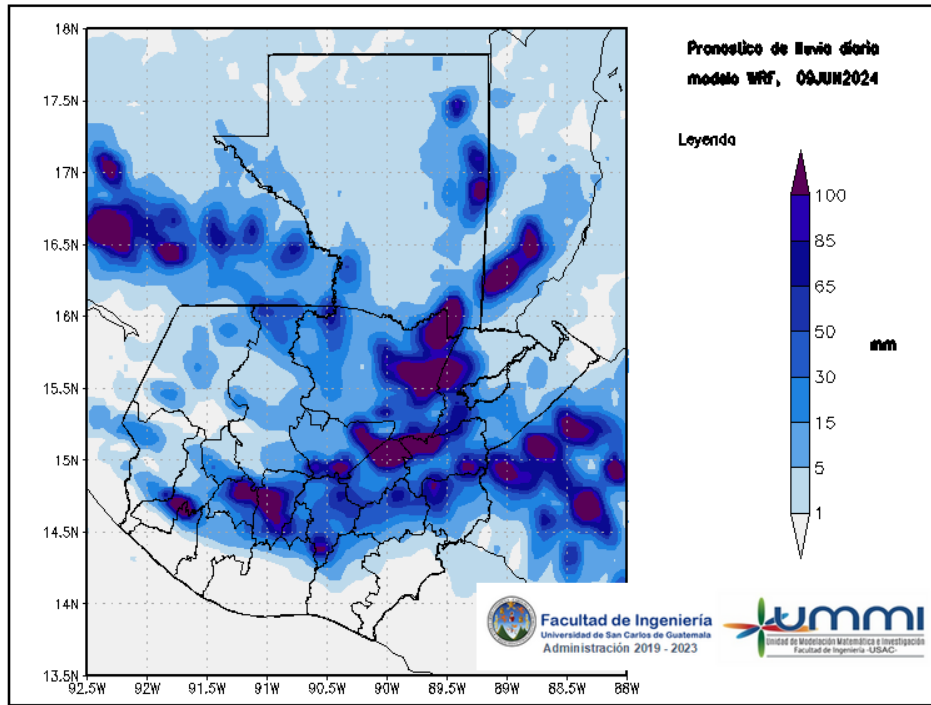 Pronostico de lluvia diaria
modelo WRF, 09JUN2024
Leyenda
100
85
65
50
30
15
5
1
mm
18N
17.5N
17N
16.5N
16N
15.5N
15N
14.5N
14N
13.5N
92.5W
92W
91.5W
91W
90.5W
90W
89.5W
89W
88.5W
88W
Facultad de Ingeniería
Universidad de San Carlos de Guatemala
Administración 2019 - 2023
UMMI
Unidad de Modelación Matemática e Investigación
Facultad de Ingeniería -USAC-